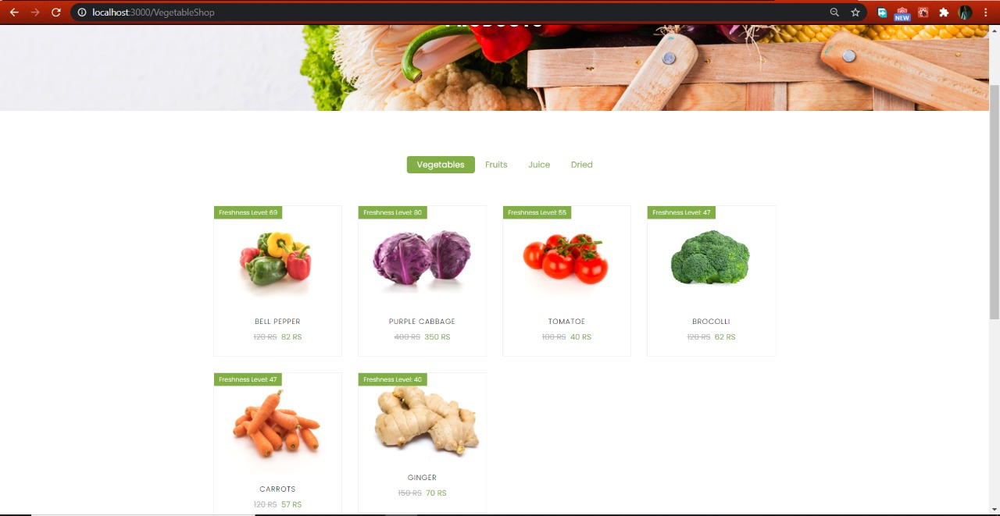 localhost:3000/VegetableShop
NEW
PRODUCTS
Vegetables Fruits Juice Dried
Freshness Level: 69
BELL PEPPER
120 RS 82 RS
Freshness Level: 80
PURPLE CABBAGE
400 RS 350 RS
Freshness Level: 55
TOMATOE
100 RS 40 RS
Freshness Level: 47
BROCOLLI
120 RS 62 RS
Freshness Level: 47
CARROTS
120 RS 57 RS
Freshness Level: 40
GINGER
150 RS 70 RS